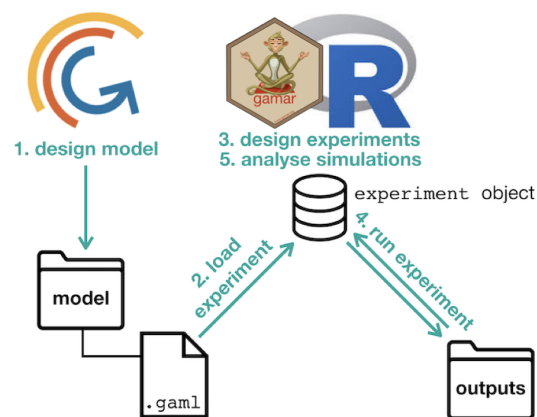 gamar
R
1. design model
3. design experiments
5. analyse simulations
experiment object
2. load
experiment
4. run experiment
model
.gaml
outputs